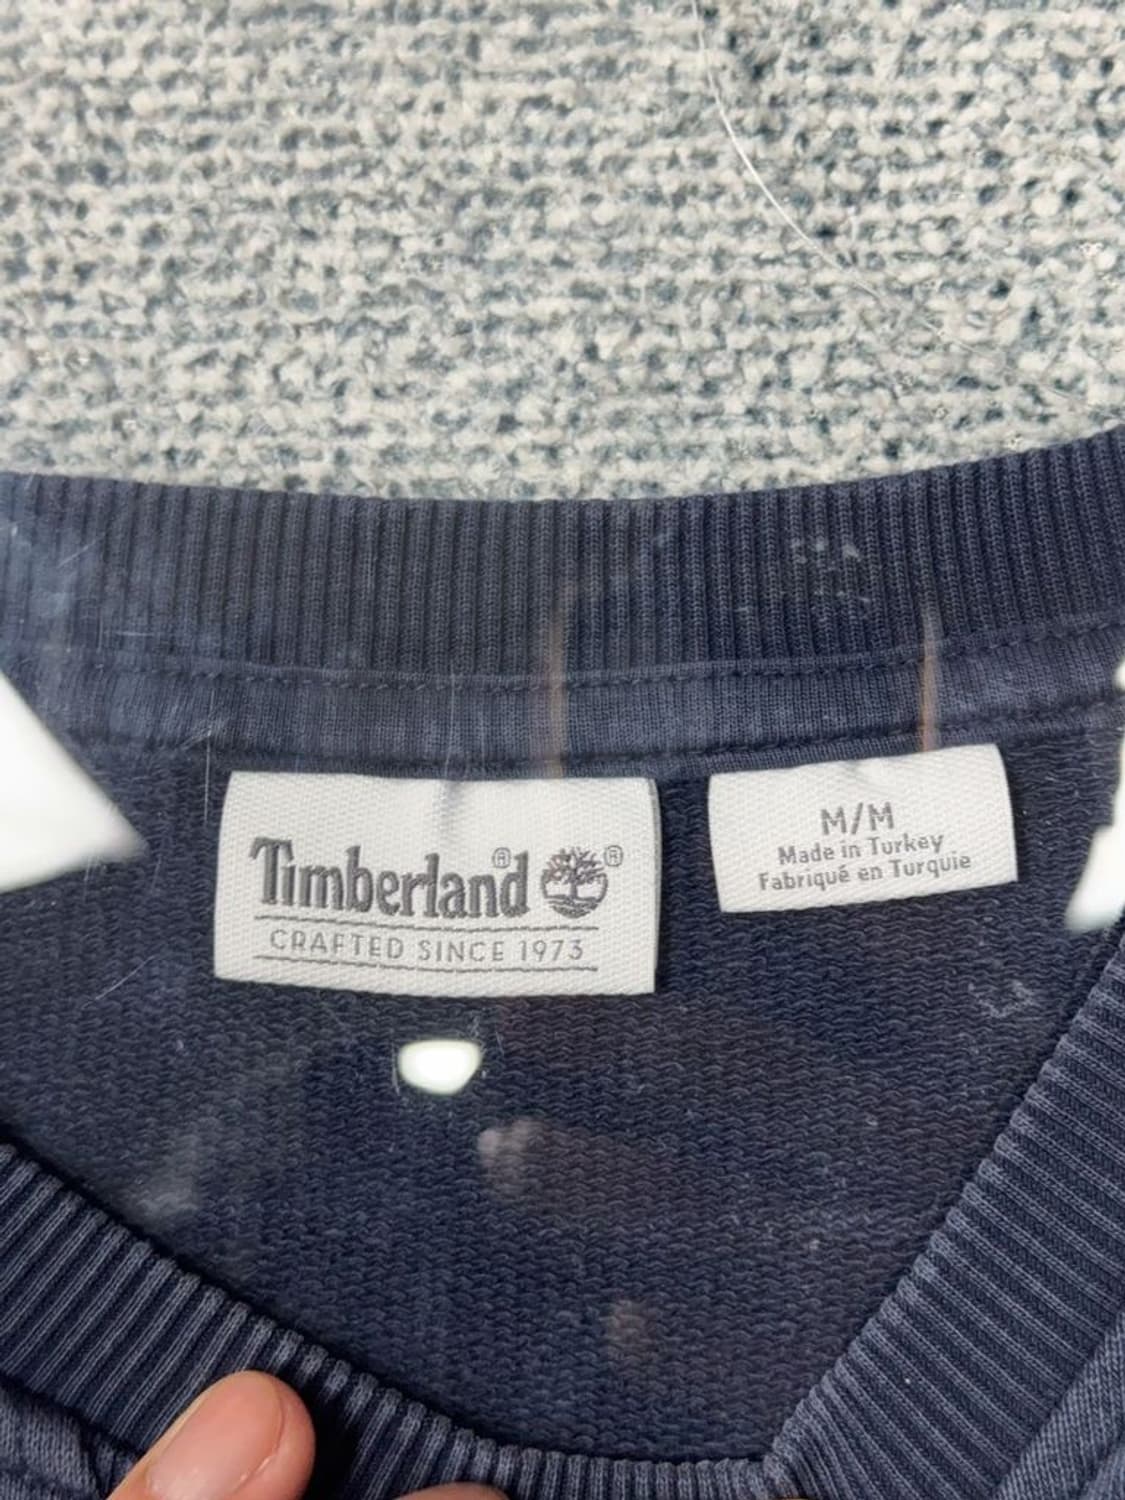 Timberland®®
CRAFTED SINCE 1973
M/M
Made in Turkey
Fabriqué en Turquie